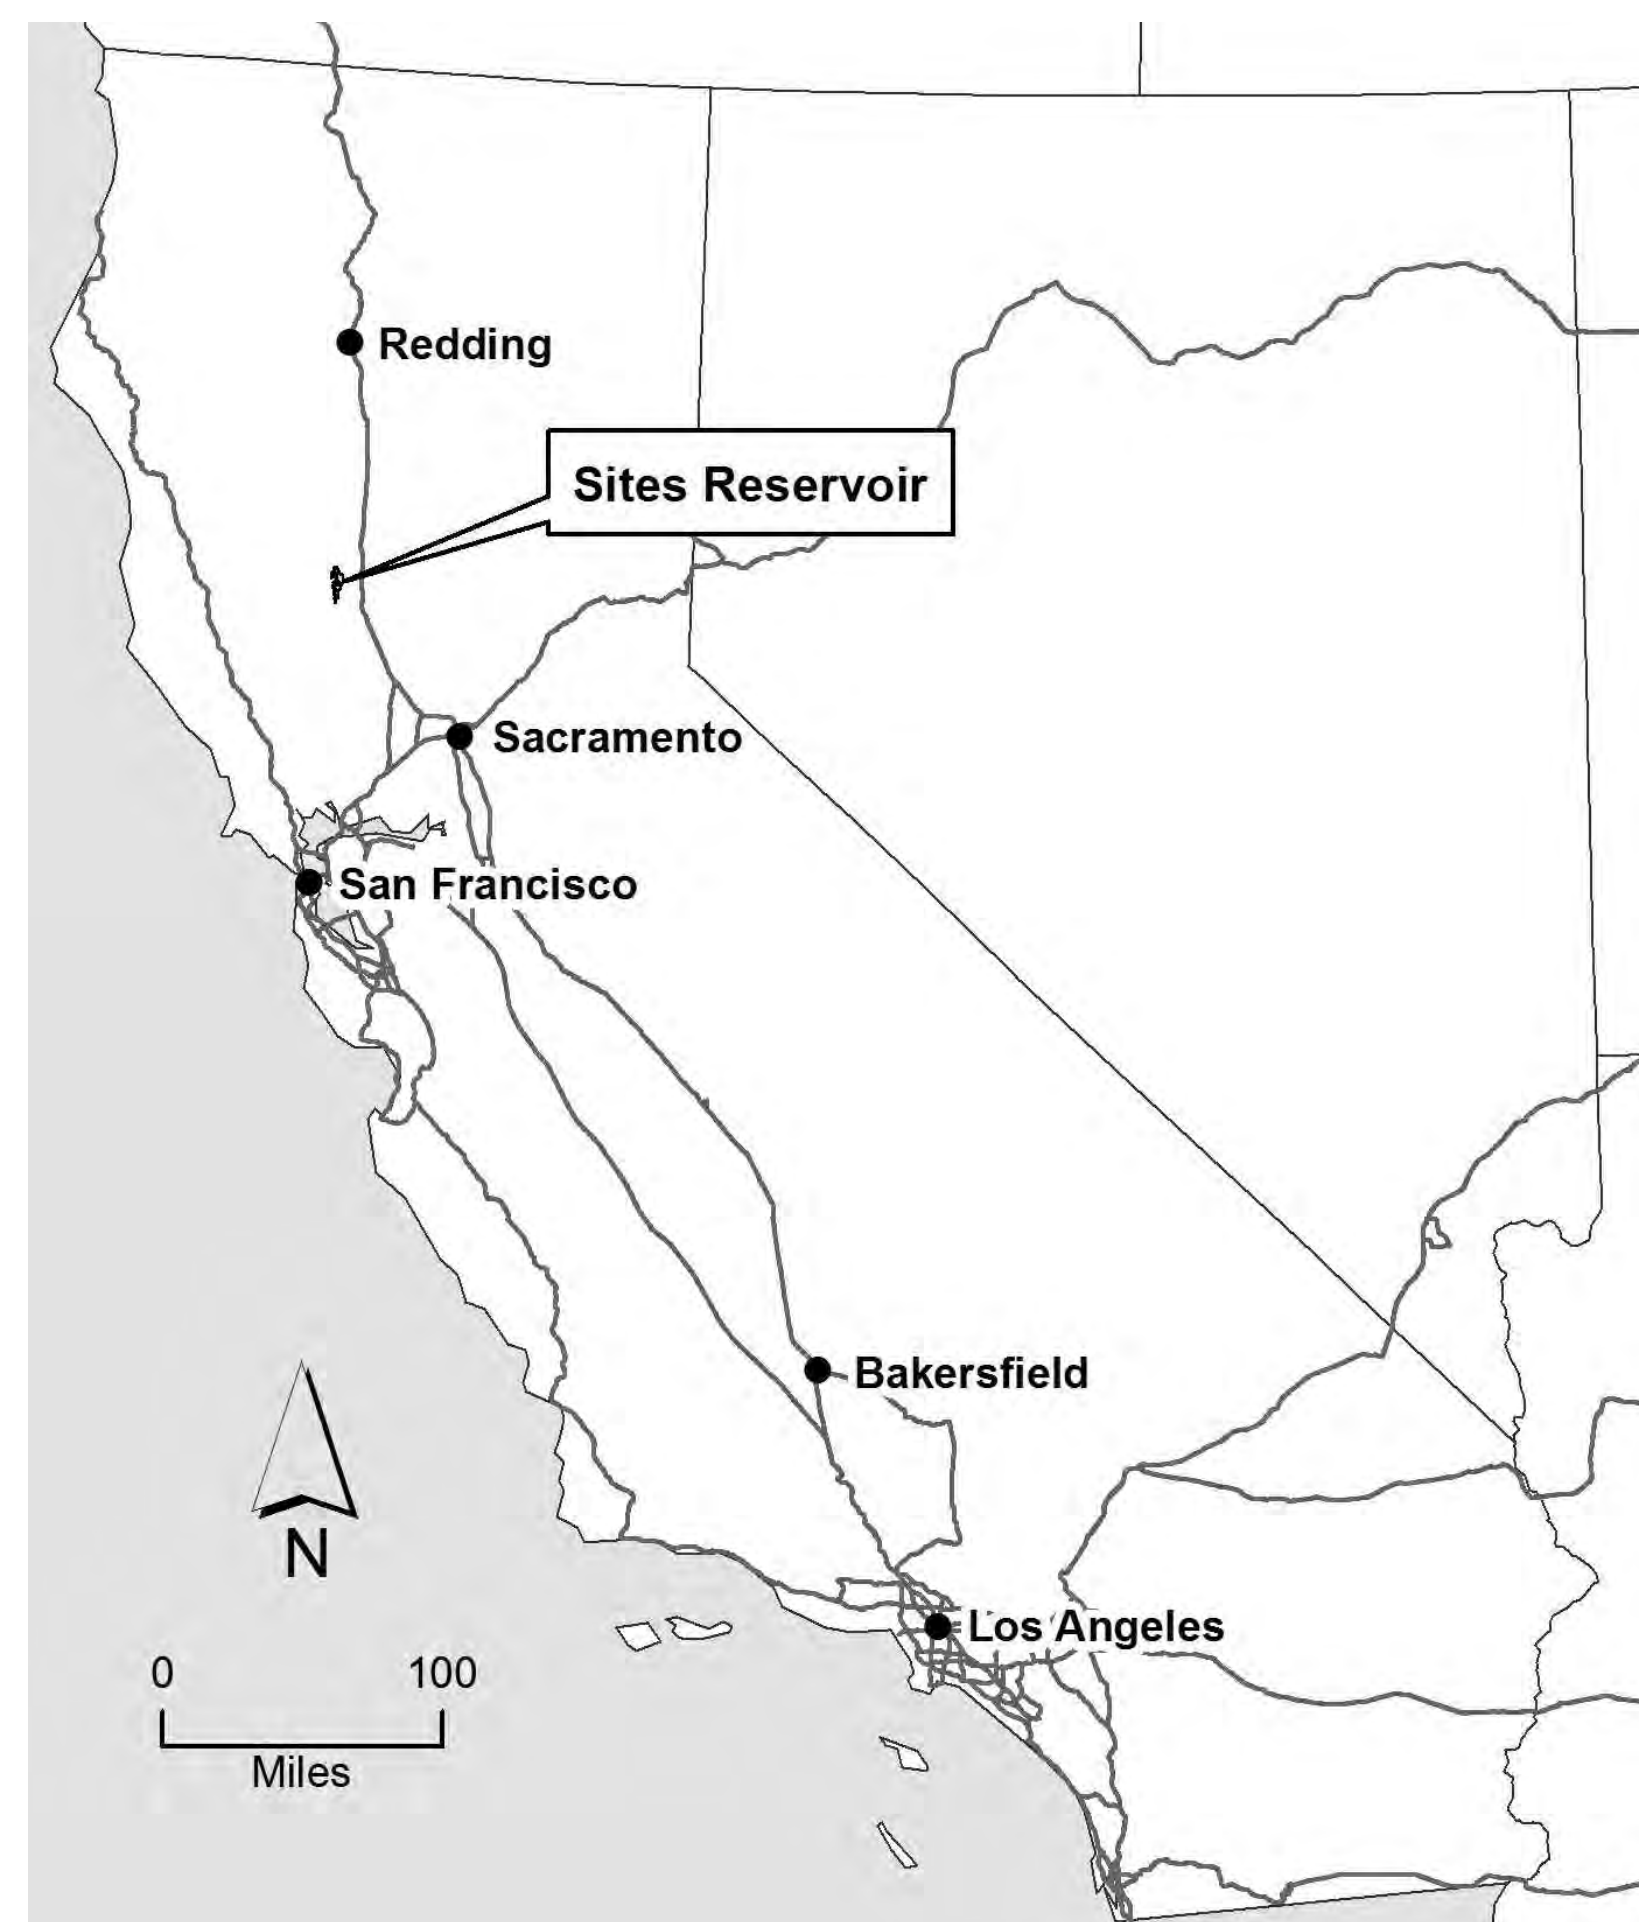 Redding
Sites Reservoir
Sacramento
San Francisco
Bakersfield
N
Los Angeles
0 100
Miles